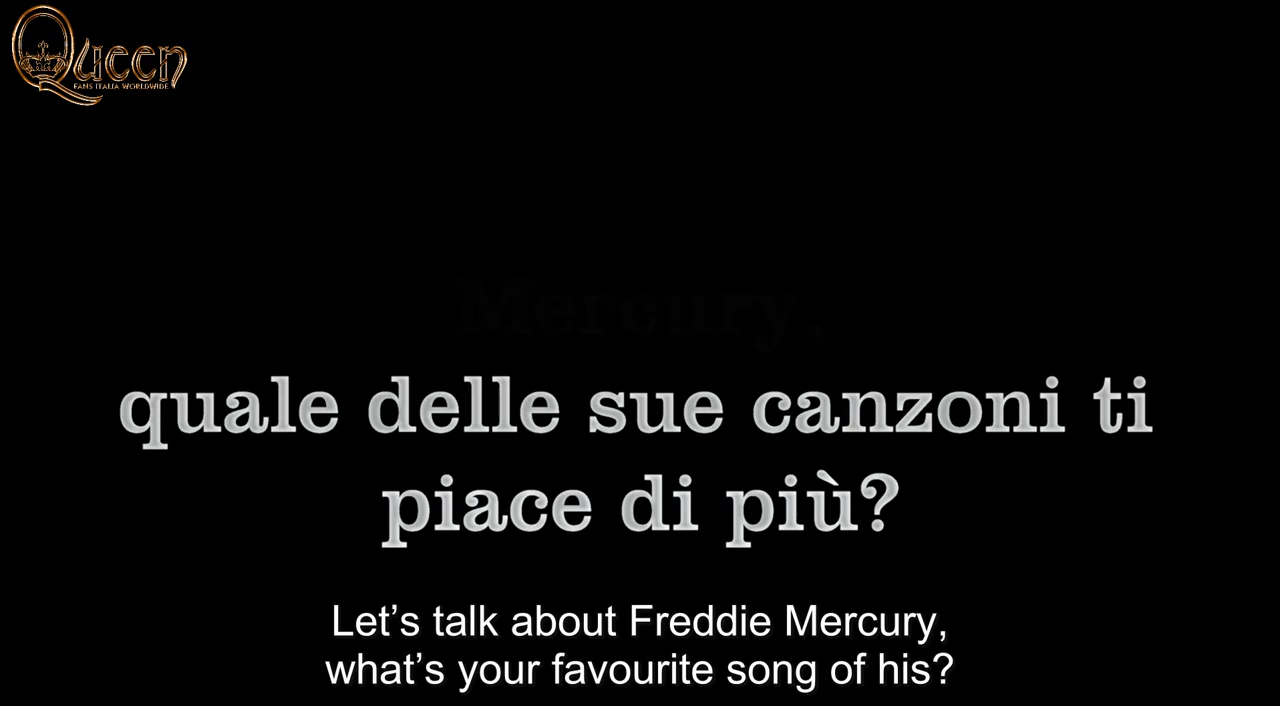 Queen
FANS ITALIA WORLDWIDE
Mercury,
quale delle sue canzoni ti
piace di più?
Let’s talk about Freddie Mercury,
what’s your favourite song of his?